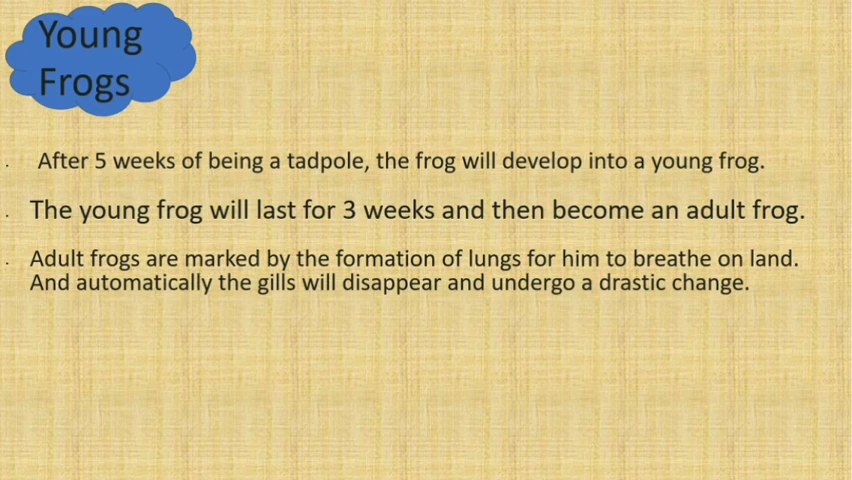 Young
Frogs
After 5 weeks of being a tadpole, the frog will develop into a young frog.
The young frog will last for 3 weeks and then become an adult frog.
Adult frogs are marked by the formation of lungs for him to breathe on land.
And automatically the gills will disappear and undergo a drastic change.